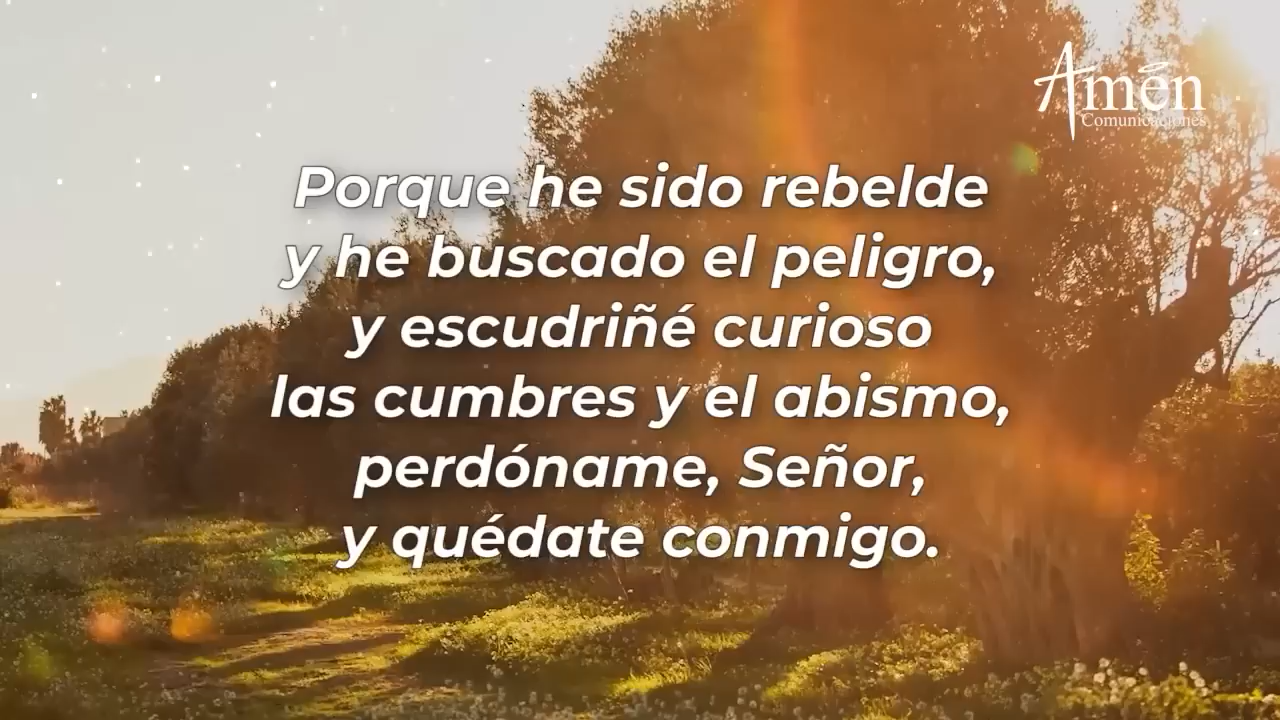 Amén
Comunicaciones
Porque he sido rebelde
y he buscado el peligro,
y escudriñé curioso
las cumbres y el abismo,
perdóname, Señor,
y quédate conmigo.